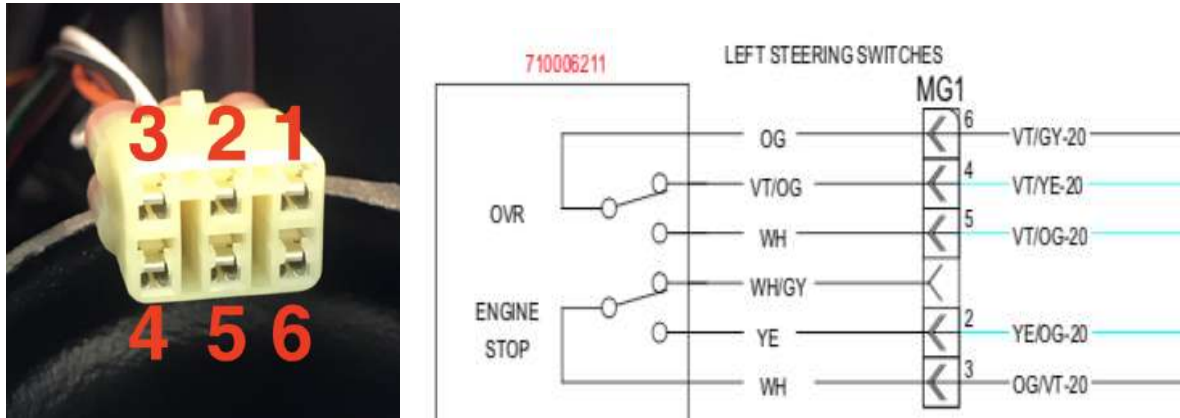 3 2 1
4 5 6
710006211
LEFT STEERING SWITCHES
MG1
OG 6 VT/GY-20
VT/OG 4 VT/YE-20
OVR
WH 5 VT/OG-20
WH/GY
ENGINE
STOP
YE 2 YE/OG-20
WH 3 OG/VT-20